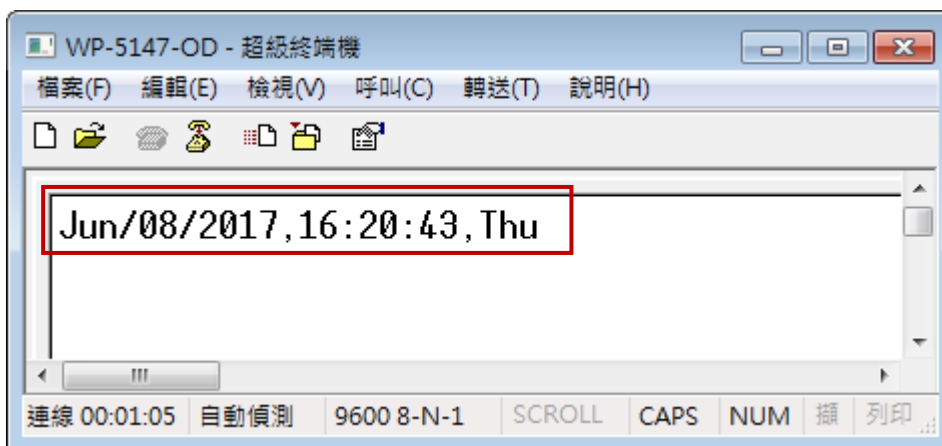 WP-5147-OD - 超級終端機
檔案(F) 編輯(E) 檢視(V) 呼叫(C) 轉送(T) 說明(H)
Jun/08/2017,16:20:43,Thu
連線 00:01:05 自動偵測 9600 8-N-1 SCROLL CAPS NUM 擷 列印